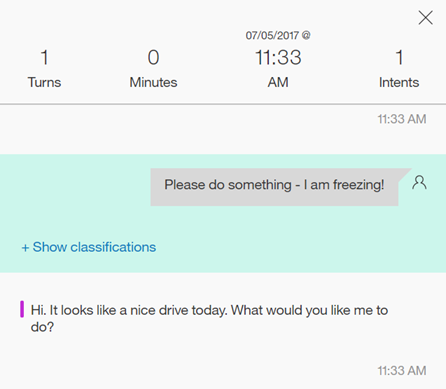 07/05/2017 @
1 0 11:33 1
Turns Minutes AM Intents
11:33 AM
Please do something - I am freezing!
+ Show classifications
Hi. It looks like a nice drive today. What would you like me to
do?
11:33 AM